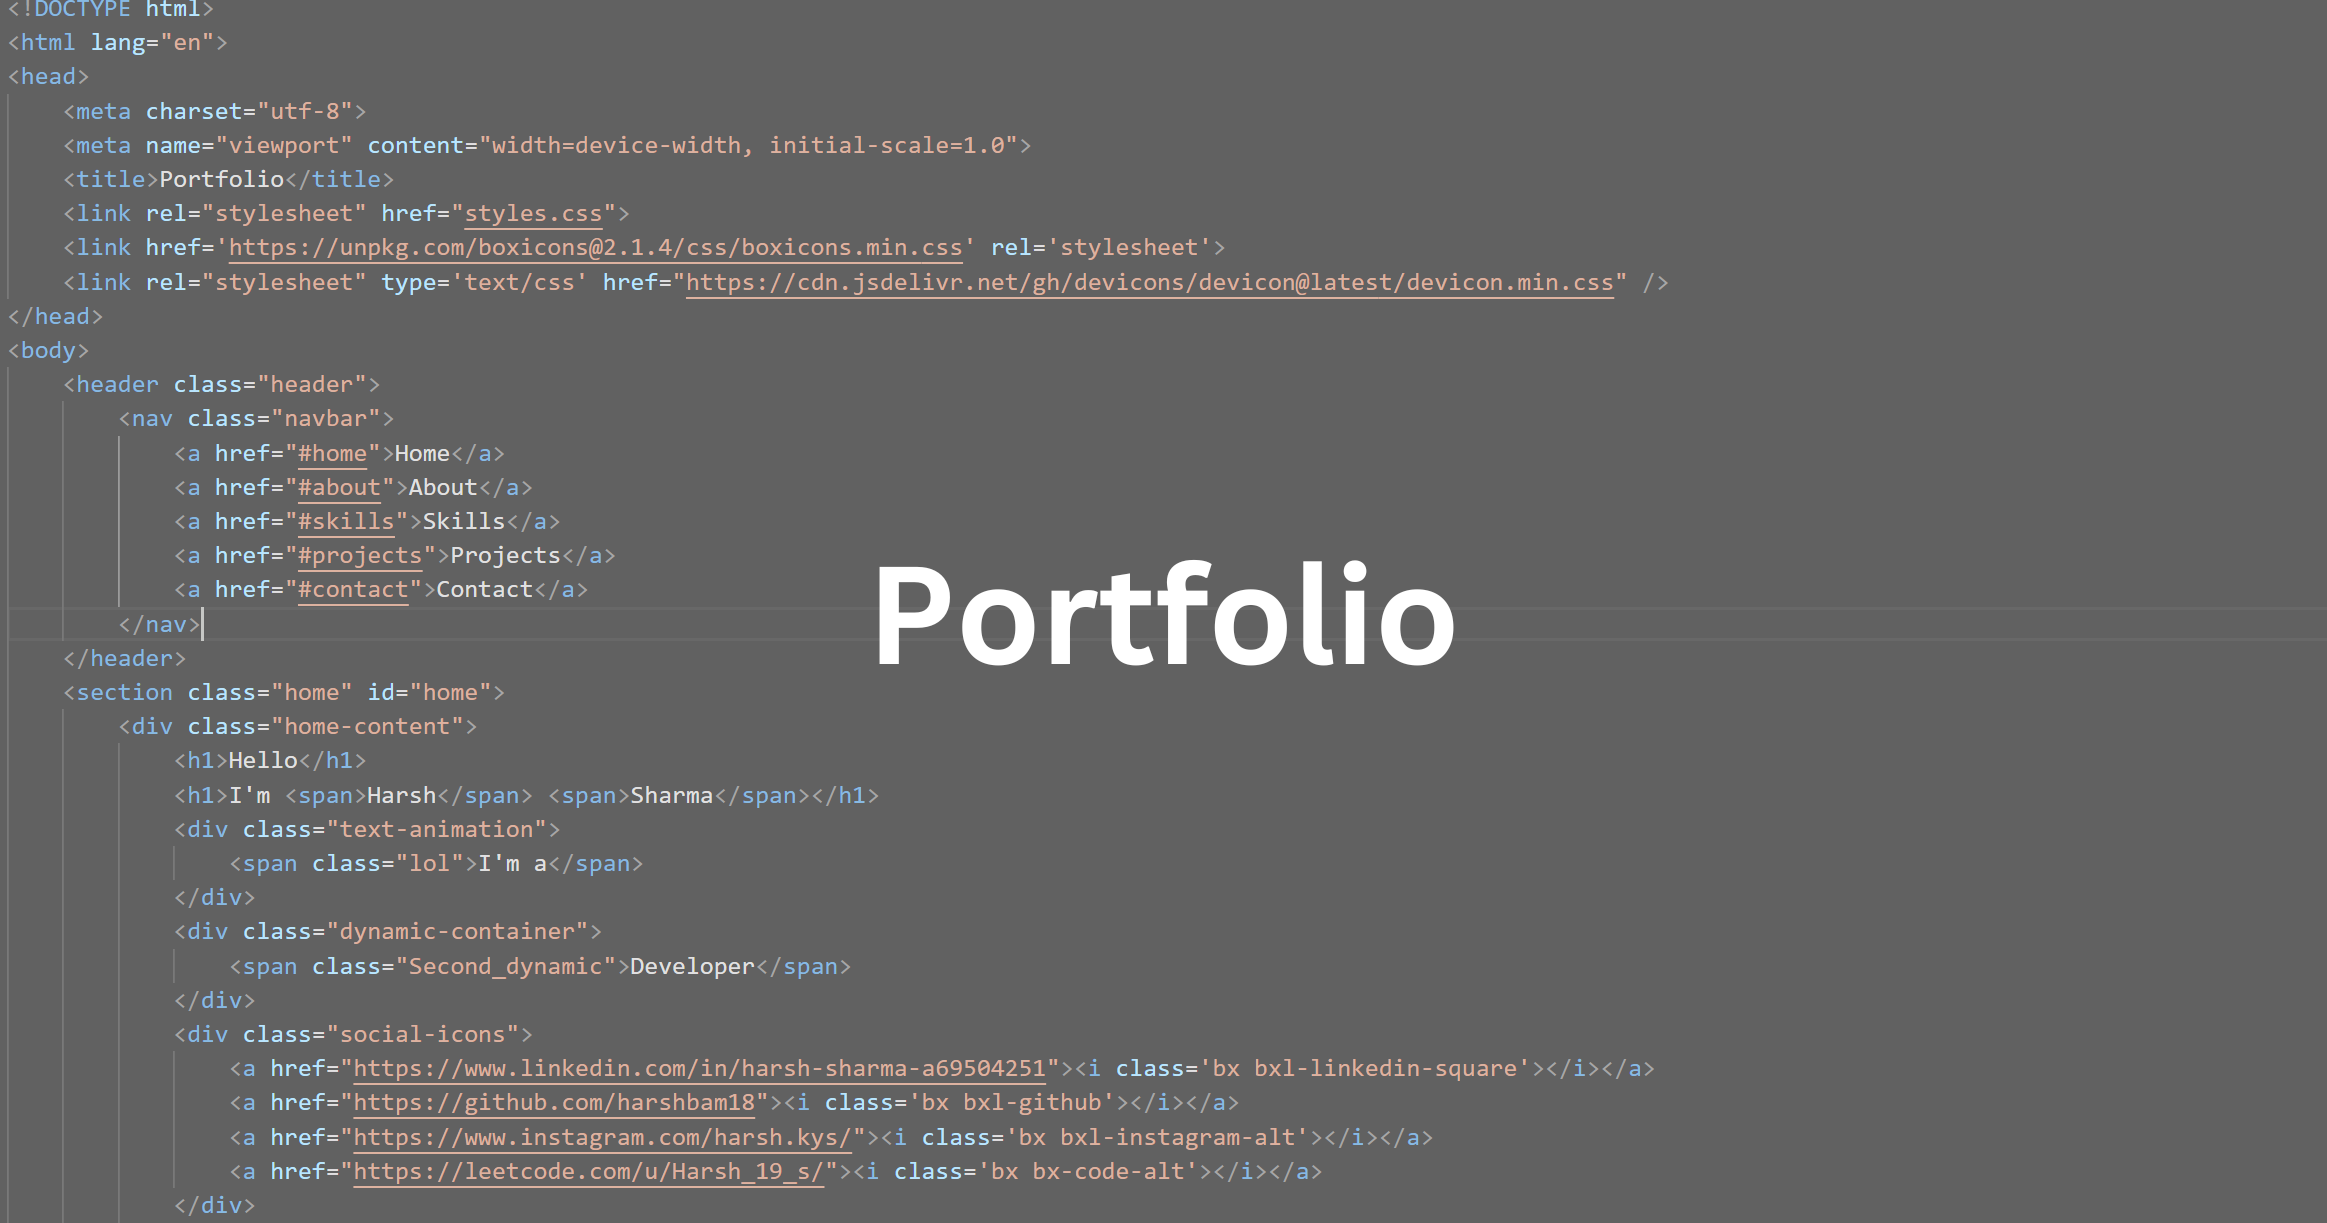 <!DOCTYPE html>
<html lang="en">
<head>
    <meta charset="utf-8">
    <meta name="viewport" content="width=device-width, initial-scale=1.0">
    <title>Portfolio</title>
    <link rel="stylesheet" href="styles.css">
    <link href='https://unpkg.com/boxicons@2.1.4/css/boxicons.min.css' rel='stylesheet'>
    <link rel="stylesheet" type='text/css' href="https://cdn.jsdelivr.net/gh/devicons/devicon@latest/devicon.min.css" />
</head>
<body>
    <header class="header">
        <nav class="navbar">
            <a href="#home">Home</a>
            <a href="#about">About</a>
            <a href="#skills">Skills</a>
            <a href="#projects">Projects</a>
            <a href="#contact">Contact</a>
        </nav>
Portfolio
    </header>
    <section class="home" id="home">
        <div class="home-content">
            <h1>Hello</h1>
            <h1>I'm <span>Harsh</span> <span>Sharma</span></h1>
            <div class="text-animation">
                <span class="lol">I'm a</span>
            </div>
            <div class="dynamic-container">
                <span class="Second_dynamic">Developer</span>
            </div>
            <div class="social-icons">
                <a href="https://www.linkedin.com/in/harsh-sharma-a69504251"><i class='bx bxl-linkedin-square'></i></a>
                <a href="https://github.com/harshbam18"><i class='bx bxl-github'></i></a>
                <a href="https://www.instagram.com/harsh.kys/"><i class='bx bxl-instagram-alt'></i></a>
                <a href="https://leetcode.com/u/Harsh_19_s/"><i class='bx bx-code-alt'></i></a>
            </div>